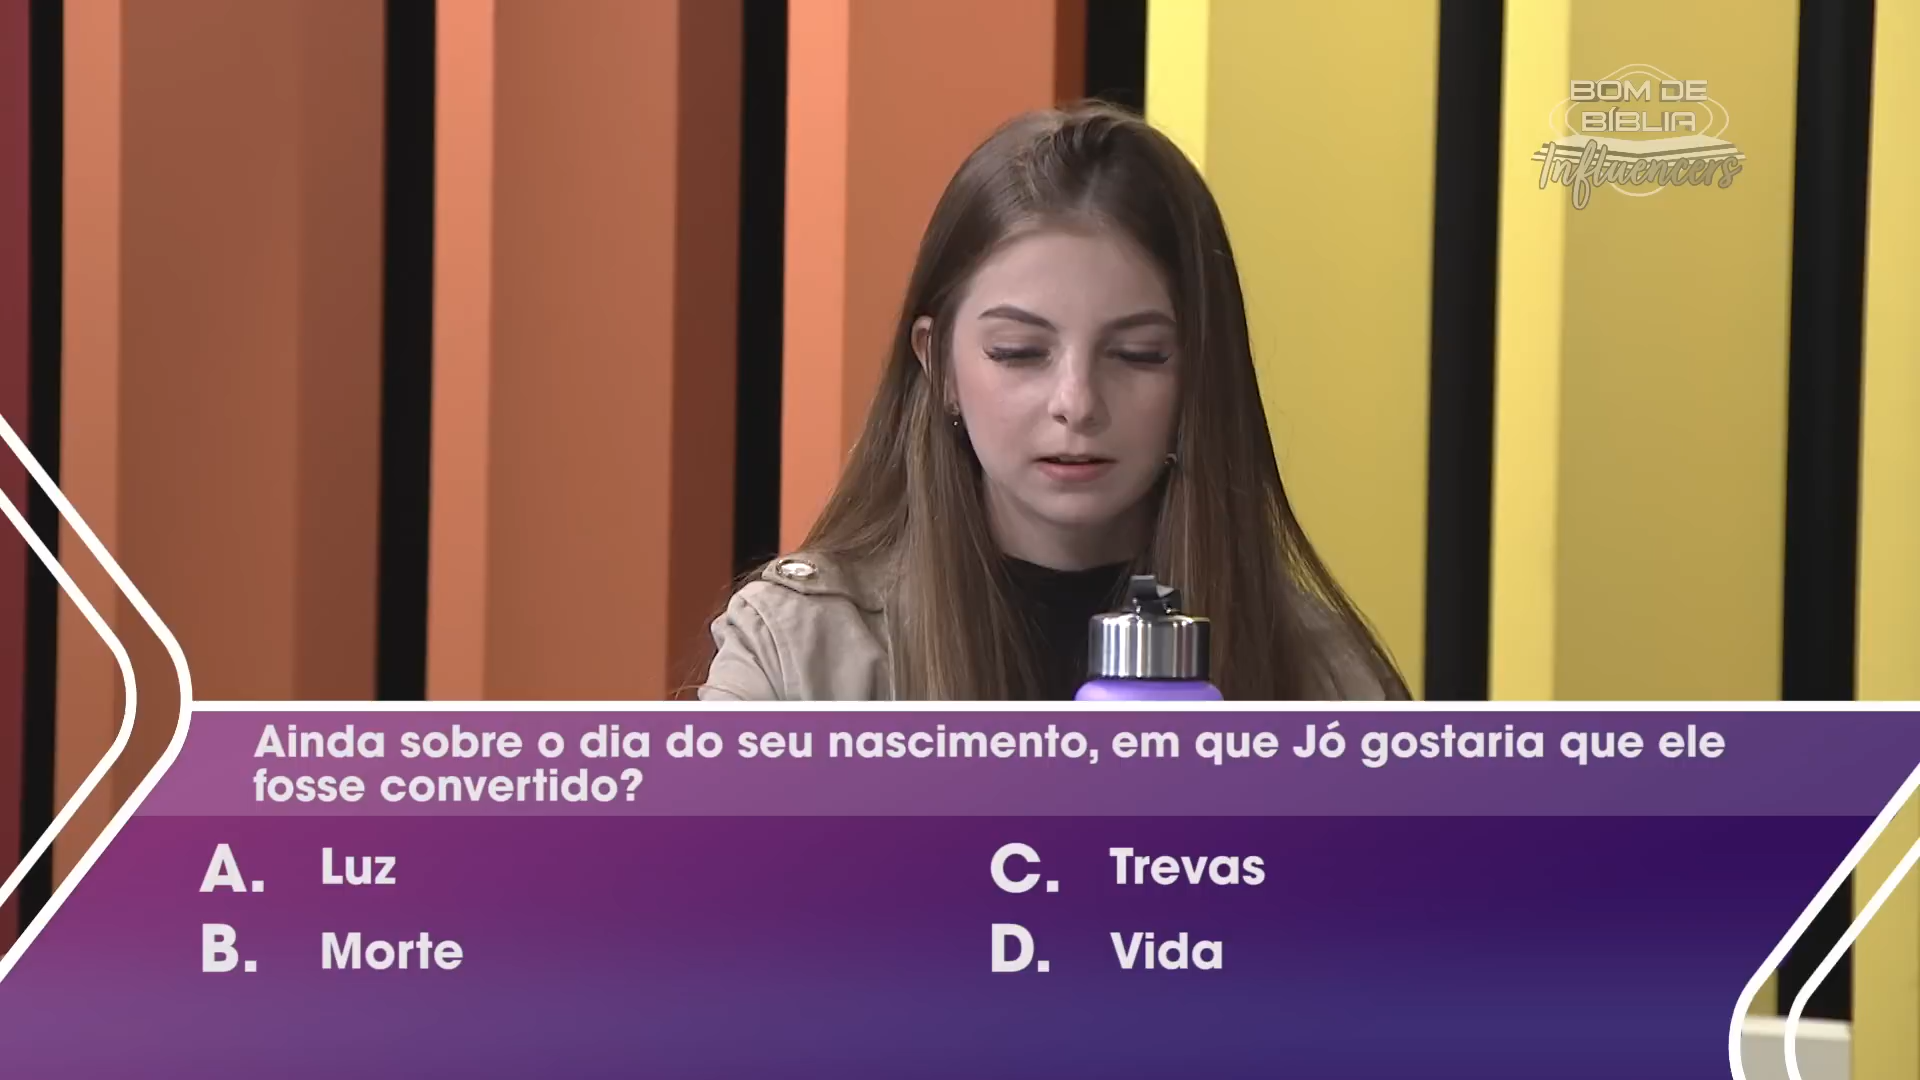 BOM DE
BÍBLIA
Influencers
Ainda sobre o dia do seu nascimento, em que Jó gostaria que ele
fosse convertido?
A. Luz
C. Trevas
B. Morte
D. Vida